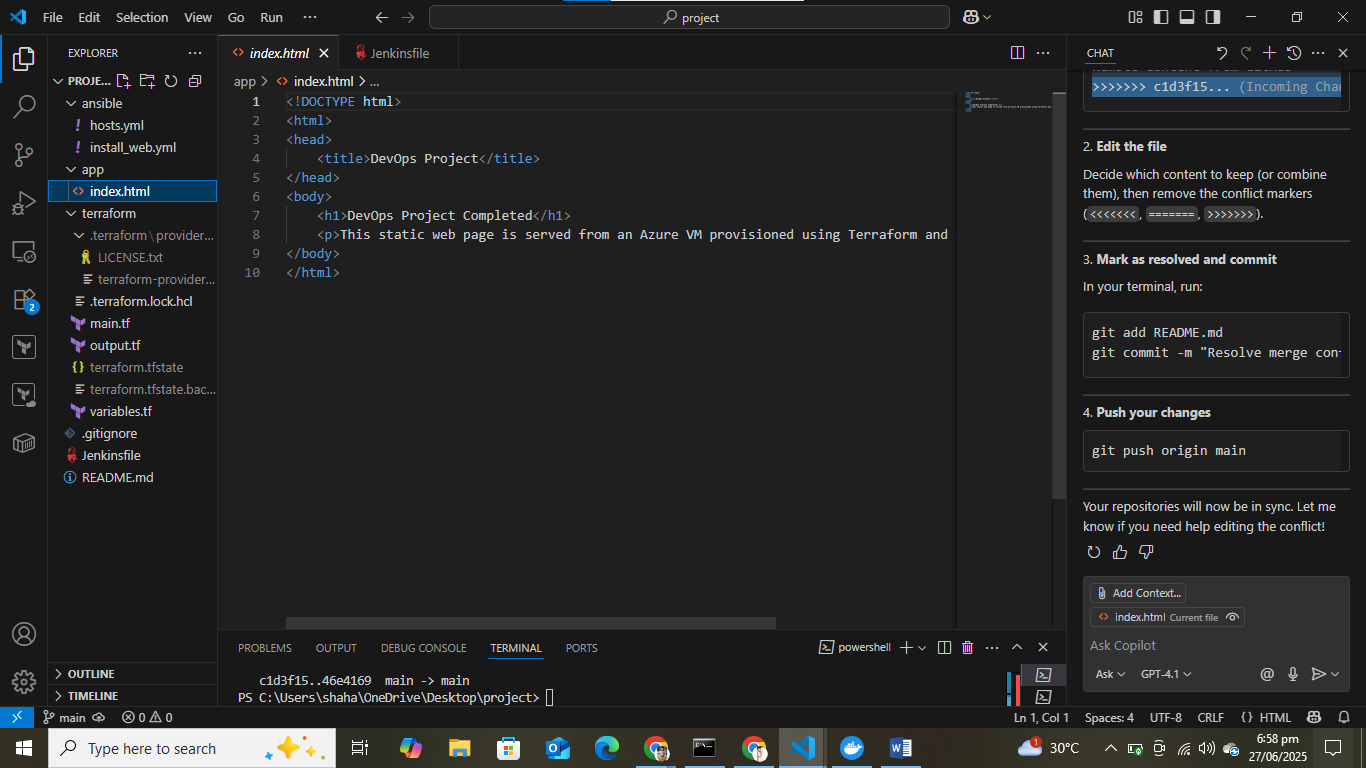 File Edit Selection View Go Run ··· project
EXPLORER
PROJ...
ansible
hosts.yml
install_web.yml
app
index.html
terraform
.terraform \ provider...
LICENSE.txt
terraform-provider...
.terraform.lock.hcl
main.tf
output.tf
terraform.tfstate
terraform.tfstate.bac...
variables.tf
.gitignore
Jenkinsfile
README.md
OUTLINE
TIMELINE
2
index.html Jenkinsfile
app > index.html > ...
1 <!DOCTYPE html>
2 <html>
3 <head>
4 <title>DevOps Project</title>
5 </head>
6 <body>
7 <h1>DevOps Project Completed</h1>
8 <p>This static web page is served from an Azure VM provisioned using Terraform and
9 </body>
10 </html>
PROBLEMS OUTPUT DEBUG CONSOLE TERMINAL PORTS powershell
c1d3f15..46e4169 main -> main
PS C:\Users\shaha\OneDrive\Desktop\project>
CHAT
>>>>>>> c1d3f15... (Incoming Cha
2. Edit the file
Decide which content to keep (or combine
them), then remove the conflict markers
(<<<<<<<, =======, >>>>>>>).
3. Mark as resolved and commit
In your terminal, run:
git add README.md
git commit -m "Resolve merge con
4. Push your changes
git push origin main
Your repositories will now be in sync. Let me
know if you need help editing the conflict!
Add Context...
index.html Current file
Ask Copilot
Ask GPT-4.1
main 0 0 Ln 1, Col 1 Spaces: 4 UTF-8 CRLF {} HTML
Type here to search
1 30°C
6:58 pm
27/06/2025